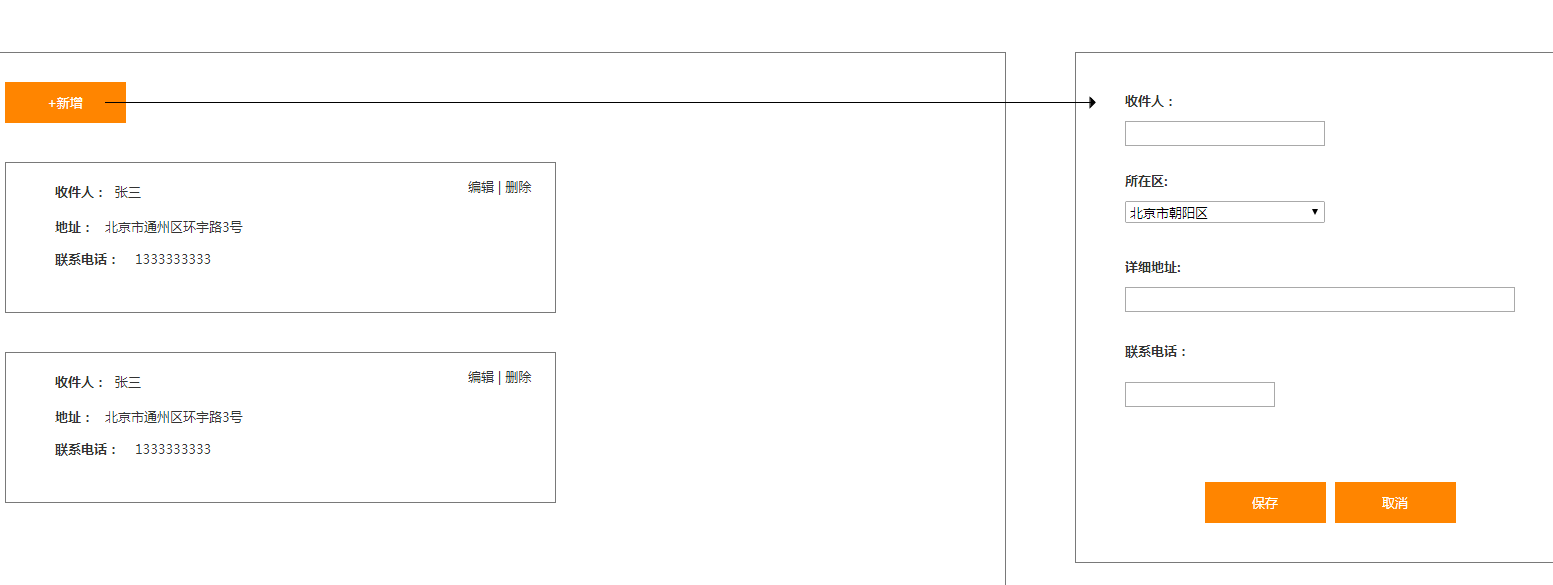 +新增
收件人： 张三
编辑 | 删除
地址： 北京市通州区环宇路3号
联系电话： 1333333333
收件人： 张三
编辑 | 删除
地址： 北京市通州区环宇路3号
联系电话： 1333333333
收件人：
所在区:
北京市朝阳区
详细地址:
联系电话：
保存 取消